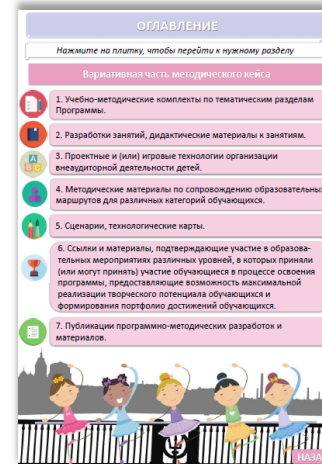 ОГЛАВЛЕНИЕ
Нажмите на плитку, чтобы перейти к нужному разделу
Вариативная часть методического кейса
1. Учебно-методические комплекты по тематическим разделам
Программы.
2. Разработки занятий, дидактические материалы к занятиям.
3. Проектные и (или) игровые технологии организации
внеаудиторной деятельности детей.
4. Методические материалы по сопровождению образовательных
маршрутов для различных категорий обучающихся.
5. Сценарии, технологические карты.
6. Ссылки и материалы, подтверждающие участие в образова-
тельных мероприятиях различных уровней, в которых приняли
(или могут принять) участие обучающиеся в процессе освоения
программы, предоставляющие возможность максимальной
реализации творческого потенциала обучающихся и
формирования портфолио достижений обучающихся.
7. Публикации программно-методических разработок и
материалов.
НАЗА